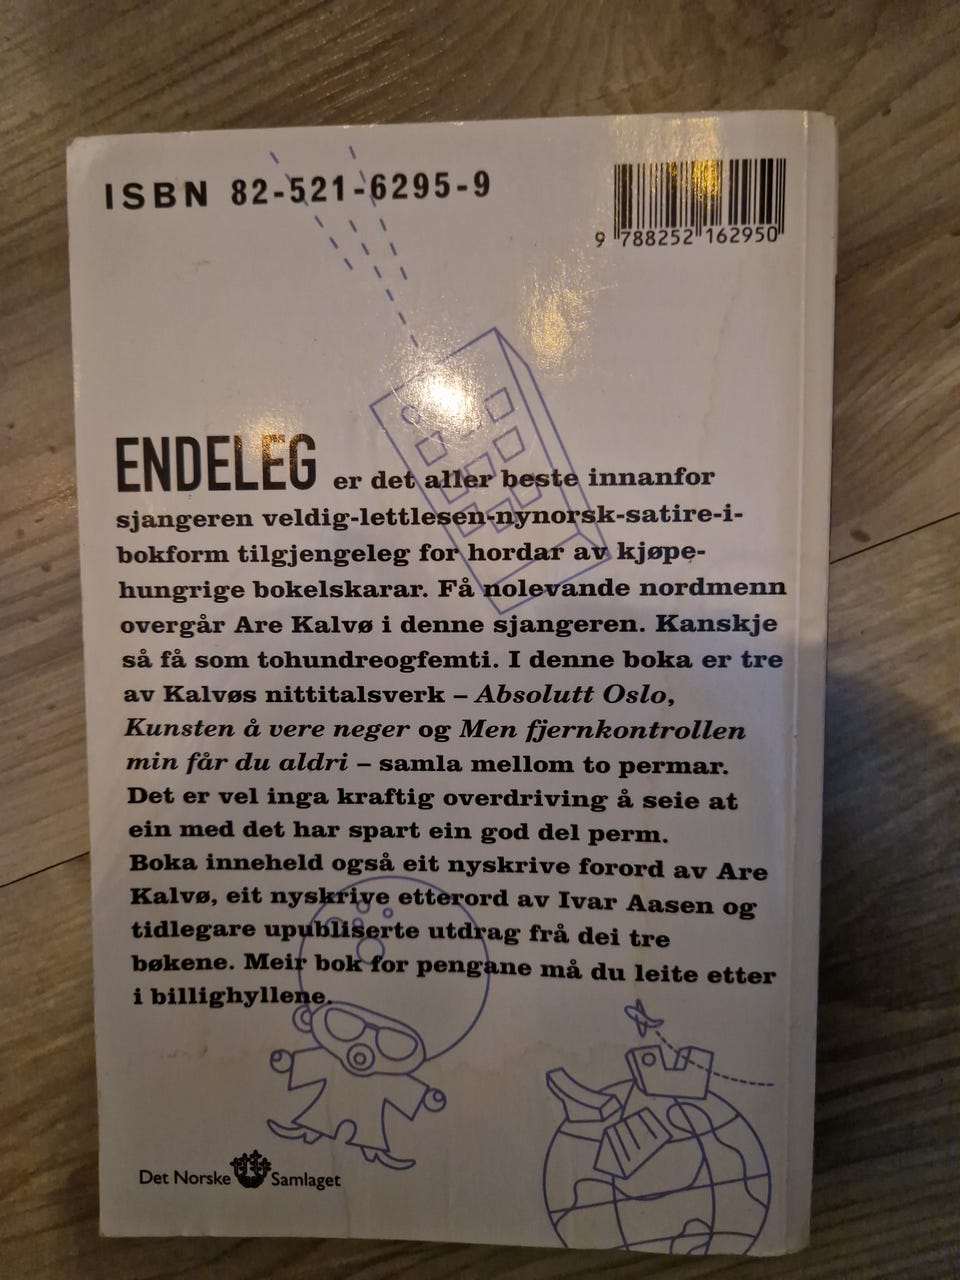 ISBN 82-521-6295-9
9 788252 162950
ENDELEG er det aller beste innanfor
sjangeren veldig-lettlesen-nynorsk-satire-i-
bokform tilgjengeleg for hordar av kjøpe-
hungrige bokelskarar. Få nolevande nordmenn
overgår Are Kalvø i denne sjangeren. Kanskje
så få som tohundreogfemti. I denne boka er tre
av Kalvøs nittitalsverk – Absolutt Oslo,
Kunsten å vere neger og Men fjernkontrollen
min får du aldri – samla mellom to permar.
Det er vel inga kraftig overdriving å seie at
ein med det har spart ein god del perm.
Boka inneheld også eit nyskrive forord av Are
Kalvø, eit nyskrive etterord av Ivar Aasen og
tidlegare upubliserte utdrag frå dei tre
bøkene. Meir bok for pengane må du leite etter
i billighyllene.
Det Norske Samlaget